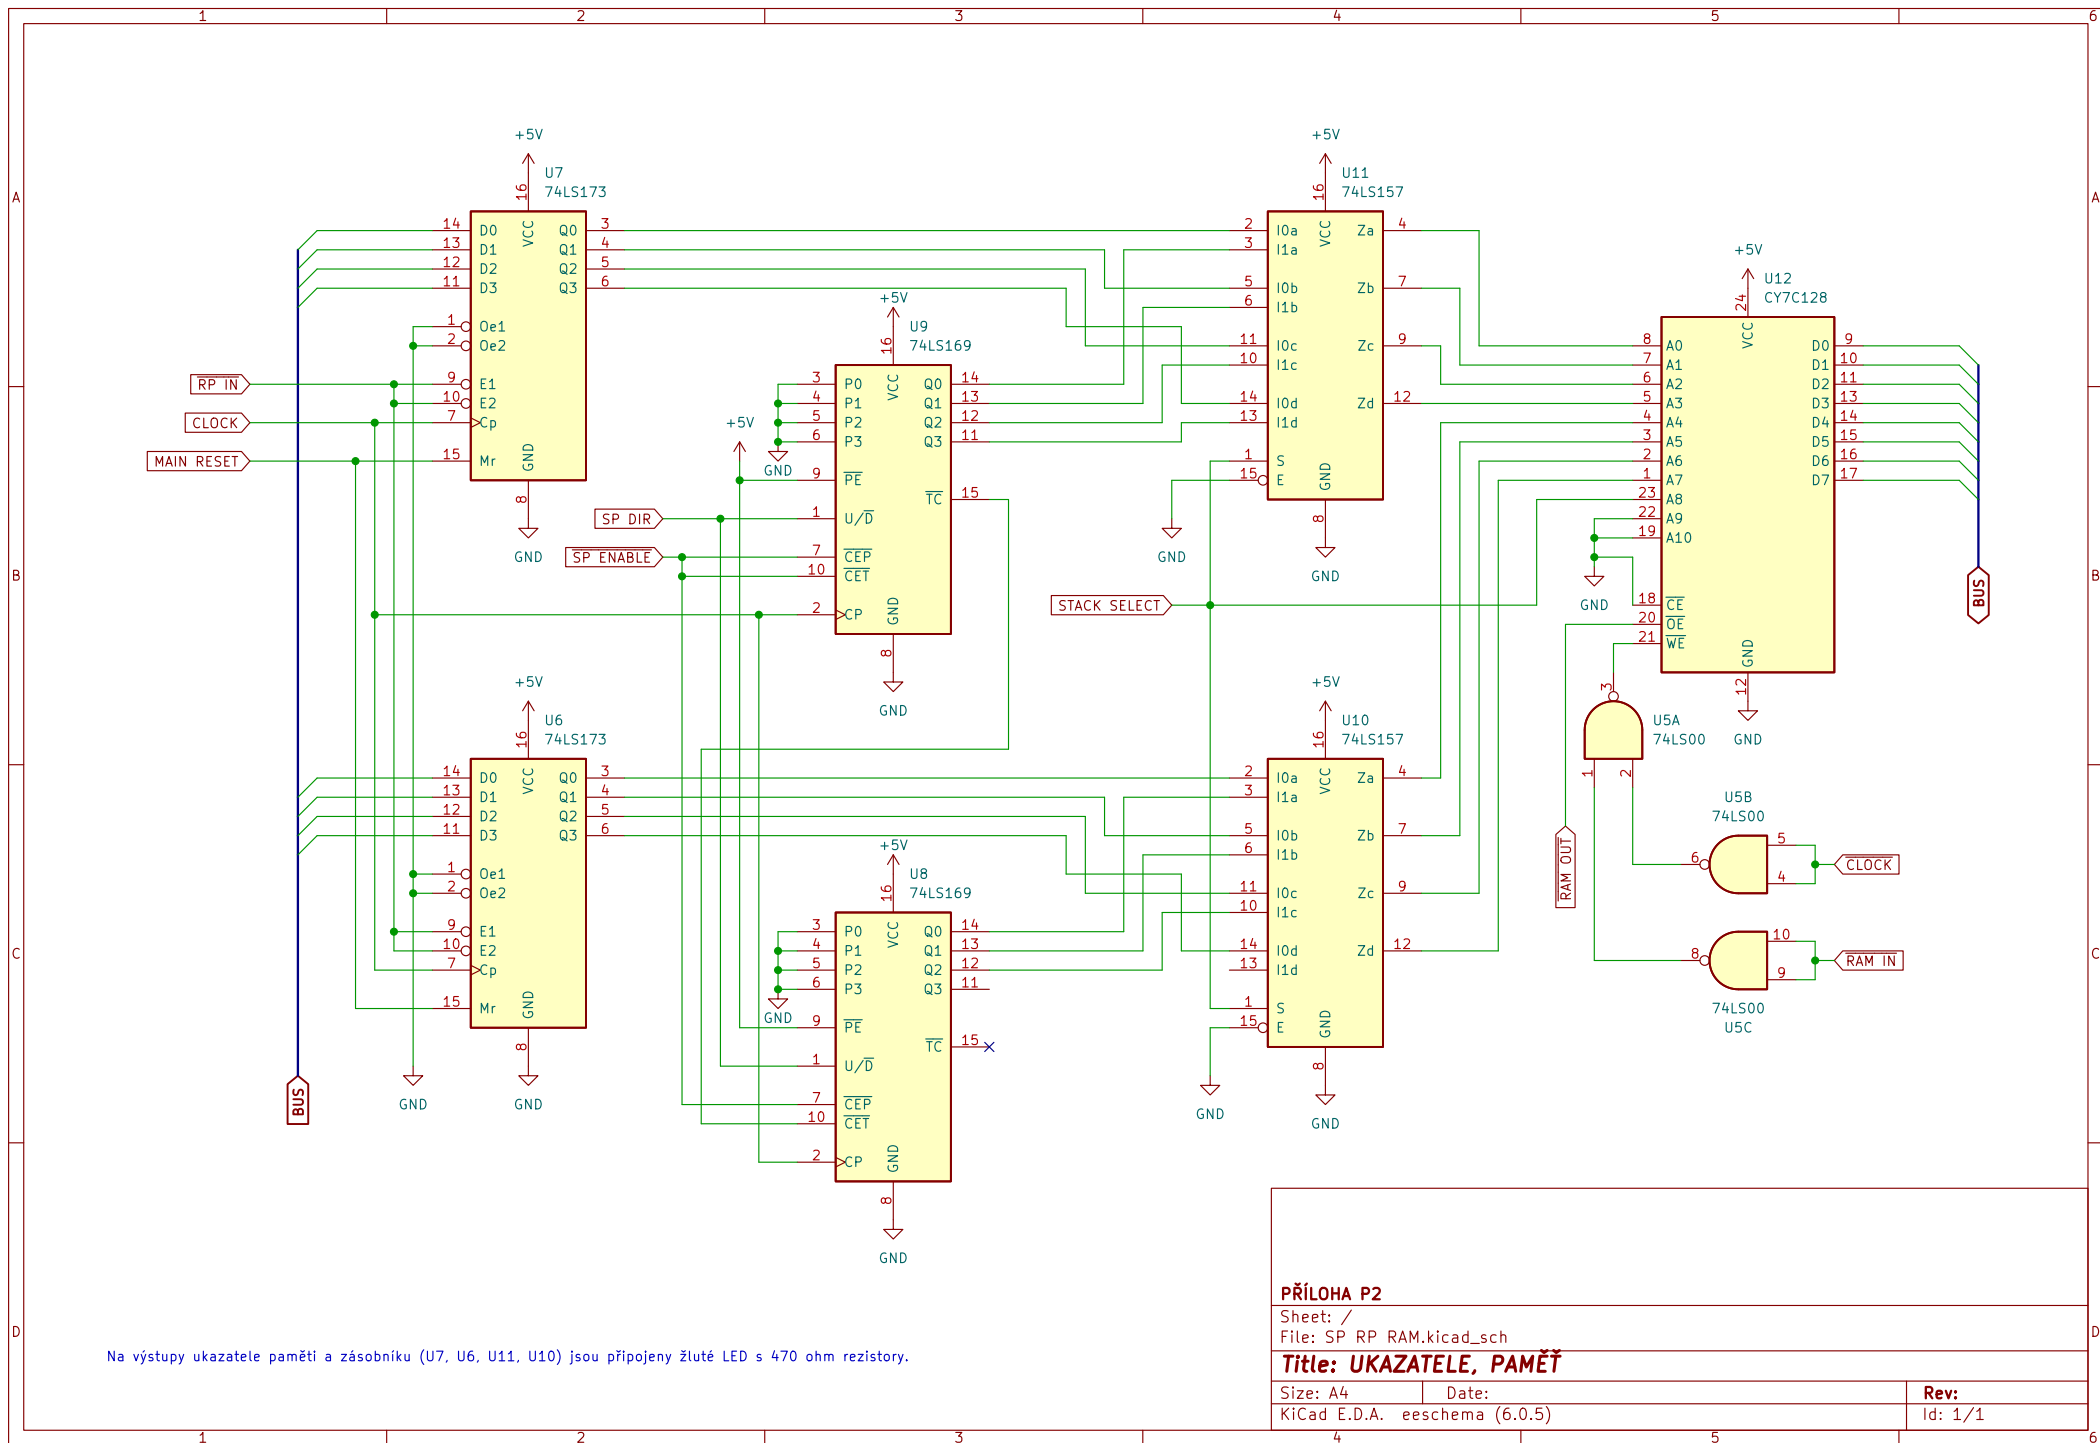 1 2 3 4 5 6
A A
B B
C C
D D
+5V
U7
74LS173
16
VCC
14 D0 Q0 3
13 D1 Q1 4
12 D2 Q2 5
11 D3 Q3 6
1 Oe1
2 Oe2
9 E1
10 E2
7 Cp
15 Mr
GND
8
GND
RP IN
CLOCK
MAIN RESET
+5V
U9
74LS169
16
VCC
3 P0 Q0 14
4 P1 Q1 13
5 P2 Q2 12
6 P3 Q3 11
GND
+5V
9 PE
TC 15
1 U/D
7 CEP
10 CET
2 CP
GND
8
GND
SP DIR
SP ENABLE
+5V
U11
74LS157
16
VCC
2 I0a Za 4
3 I1a
5 I0b Zb 7
6 I1b
11 I0c Zc 9
10 I1c
14 I0d Zd 12
13 I1d
1 S
15 E
GND
8
GND
GND
STACK SELECT
+5V
U12
CY7C128
24
VCC
8 A0 D0 9
7 A1 D1 10
6 A2 D2 11
5 A3 D3 13
4 A4 D4 14
3 A5 D5 15
2 A6 D6 16
1 A7 D7 17
23 A8
22 A9
19 A10
GND
18 CE
20 OE
21 WE
GND
12
GND
BUS
+5V
U6
74LS173
16
VCC
14 D0 Q0 3
13 D1 Q1 4
12 D2 Q2 5
11 D3 Q3 6
1 Oe1
2 Oe2
9 E1
10 E2
7 Cp
15 Mr
GND
8
GND
GND
BUS
+5V
U8
74LS169
16
VCC
3 P0 Q0 14
4 P1 Q1 13
5 P2 Q2 12
6 P3 Q3 11
GND
9 PE
TC 15
1 U/D
7 CEP
10 CET
2 CP
GND
8
GND
+5V
U10
74LS157
16
VCC
2 I0a Za 4
3 I1a
5 I0b Zb 7
6 I1b
11 I0c Zc 9
10 I1c
14 I0d Zd 12
13 I1d
1 S
15 E
GND
8
GND
GND
3
U5A
74LS00
1 2
RAM OUT
U5B
74LS00
6 5
4
CLOCK
8 10
9
RAM IN
74LS00
U5C
Na výstupy ukazatele paměti a zásobníku (U7, U6, U11, U10) jsou připojeny žluté LED s 470 ohm rezistory.
PŘÍLOHA P2
Sheet: /
File: SP RP RAM.kicad_sch
Title: UKAZATELE, PAMĚŤ
Size: A4 Date: Rev:
KiCad E.D.A. eeschema (6.0.5) Id: 1/1
1 2 3 4 5 6